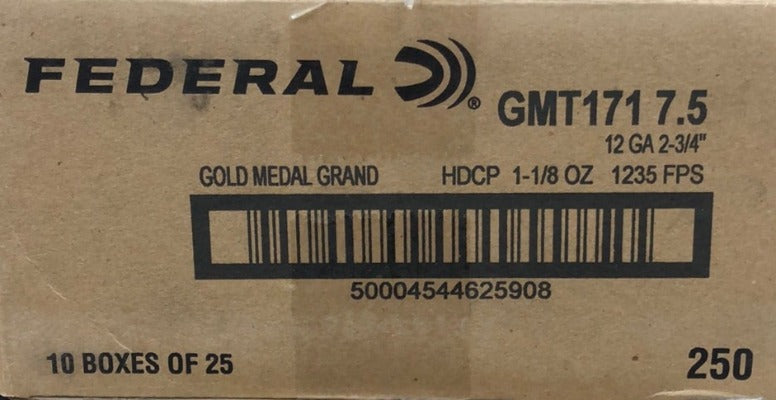 FEDERAL®
GMT171 7.5
12 GA 2-3/4"
GOLD MEDAL GRAND HDCP 1-1/8 OZ 1235 FPS
50004544625908
10 BOXES OF 25
250